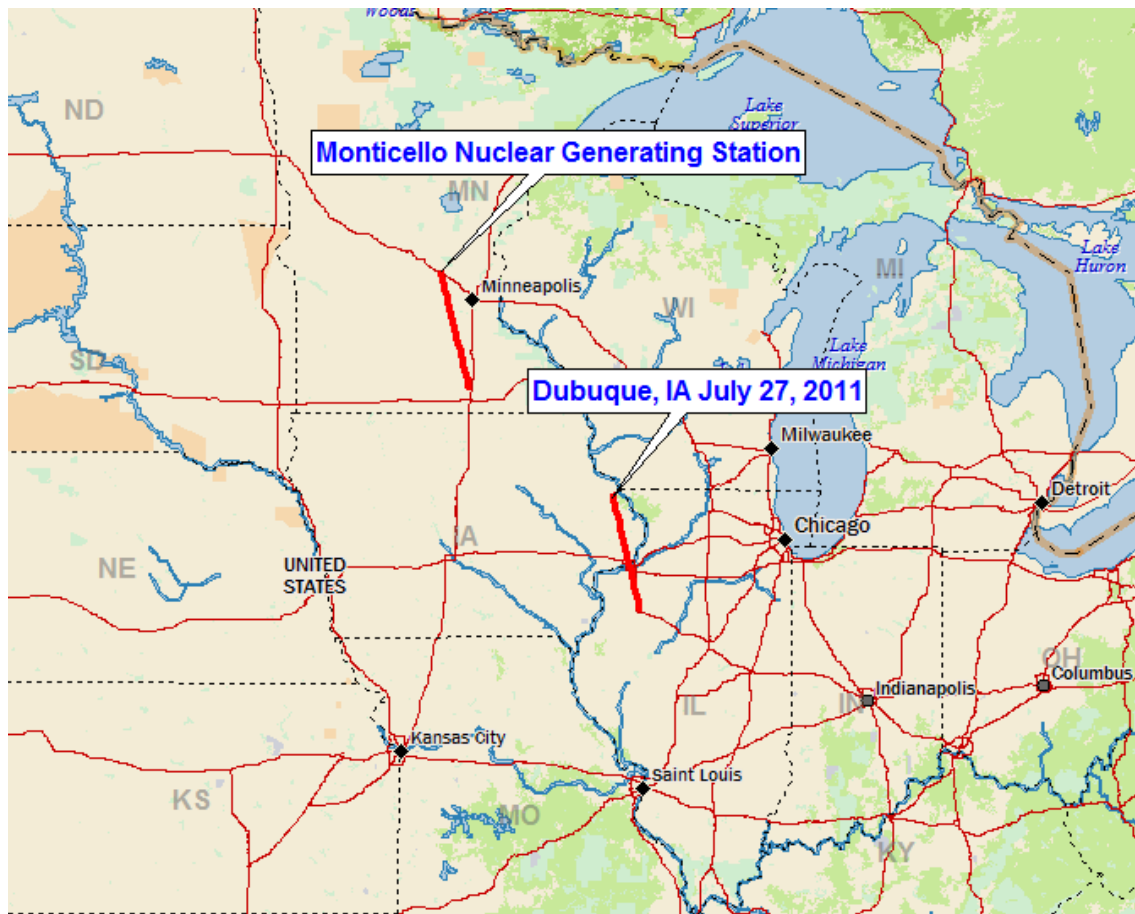 Woods
ND
Lake
Superior
Monticello Nuclear Generating Station
MN
Lake
Huron
MI
Minneapolis
WI
Lake
Michigan
SD
Dubuque, IA July 27, 2011
Milwaukee
Detroit
Chicago
IA
NE
UNITED
STATES
OH
Columbus
Indianapolis
IN
IL
Kansas City
Saint Louis
KS
MO
KY